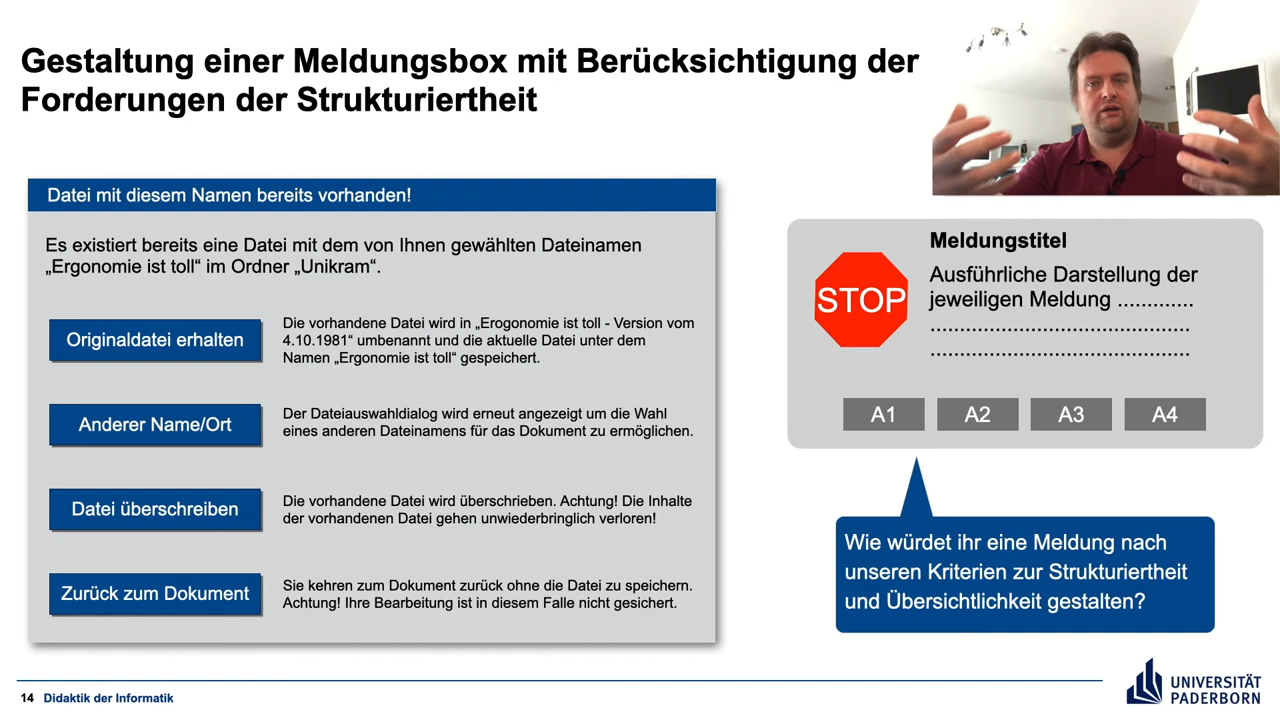 Gestaltung einer Meldungsbox mit Berücksichtigung der
Forderungen der Strukturiertheit
Datei mit diesem Namen bereits vorhanden!
Es existiert bereits eine Datei mit dem von Ihnen gewählten Dateinamen
„Ergonomie ist toll“ im Ordner „Unikram“.
Originaldatei erhalten
Die vorhandene Datei wird in „Erogonomie ist toll - Version vom
4.10.1981“ umbenannt und die aktuelle Datei unter dem
Namen „Ergonomie ist toll“ gespeichert.
Anderer Name/Ort
Der Dateiauswahldialog wird erneut angezeigt um die Wahl
eines anderen Dateinamens für das Dokument zu ermöglichen.
Datei überschreiben
Die vorhandene Datei wird überschrieben. Achtung! Die Inhalte
der vorhandenen Datei gehen unwiederbringlich verloren!
Zurück zum Dokument
Sie kehren zum Dokument zurück ohne die Datei zu speichern.
Achtung! Ihre Bearbeitung ist in diesem Falle nicht gesichert.
STOP
Meldungstitel
Ausführliche Darstellung der
jeweiligen Meldung .............
............................................
............................................
A1 A2 A3 A4
Wie würdet ihr eine Meldung nach
unseren Kriterien zur Strukturiertheit
und Übersichtlichkeit gestalten?
14 Didaktik der Informatik
UNIVERSITÄT
PADERBORN